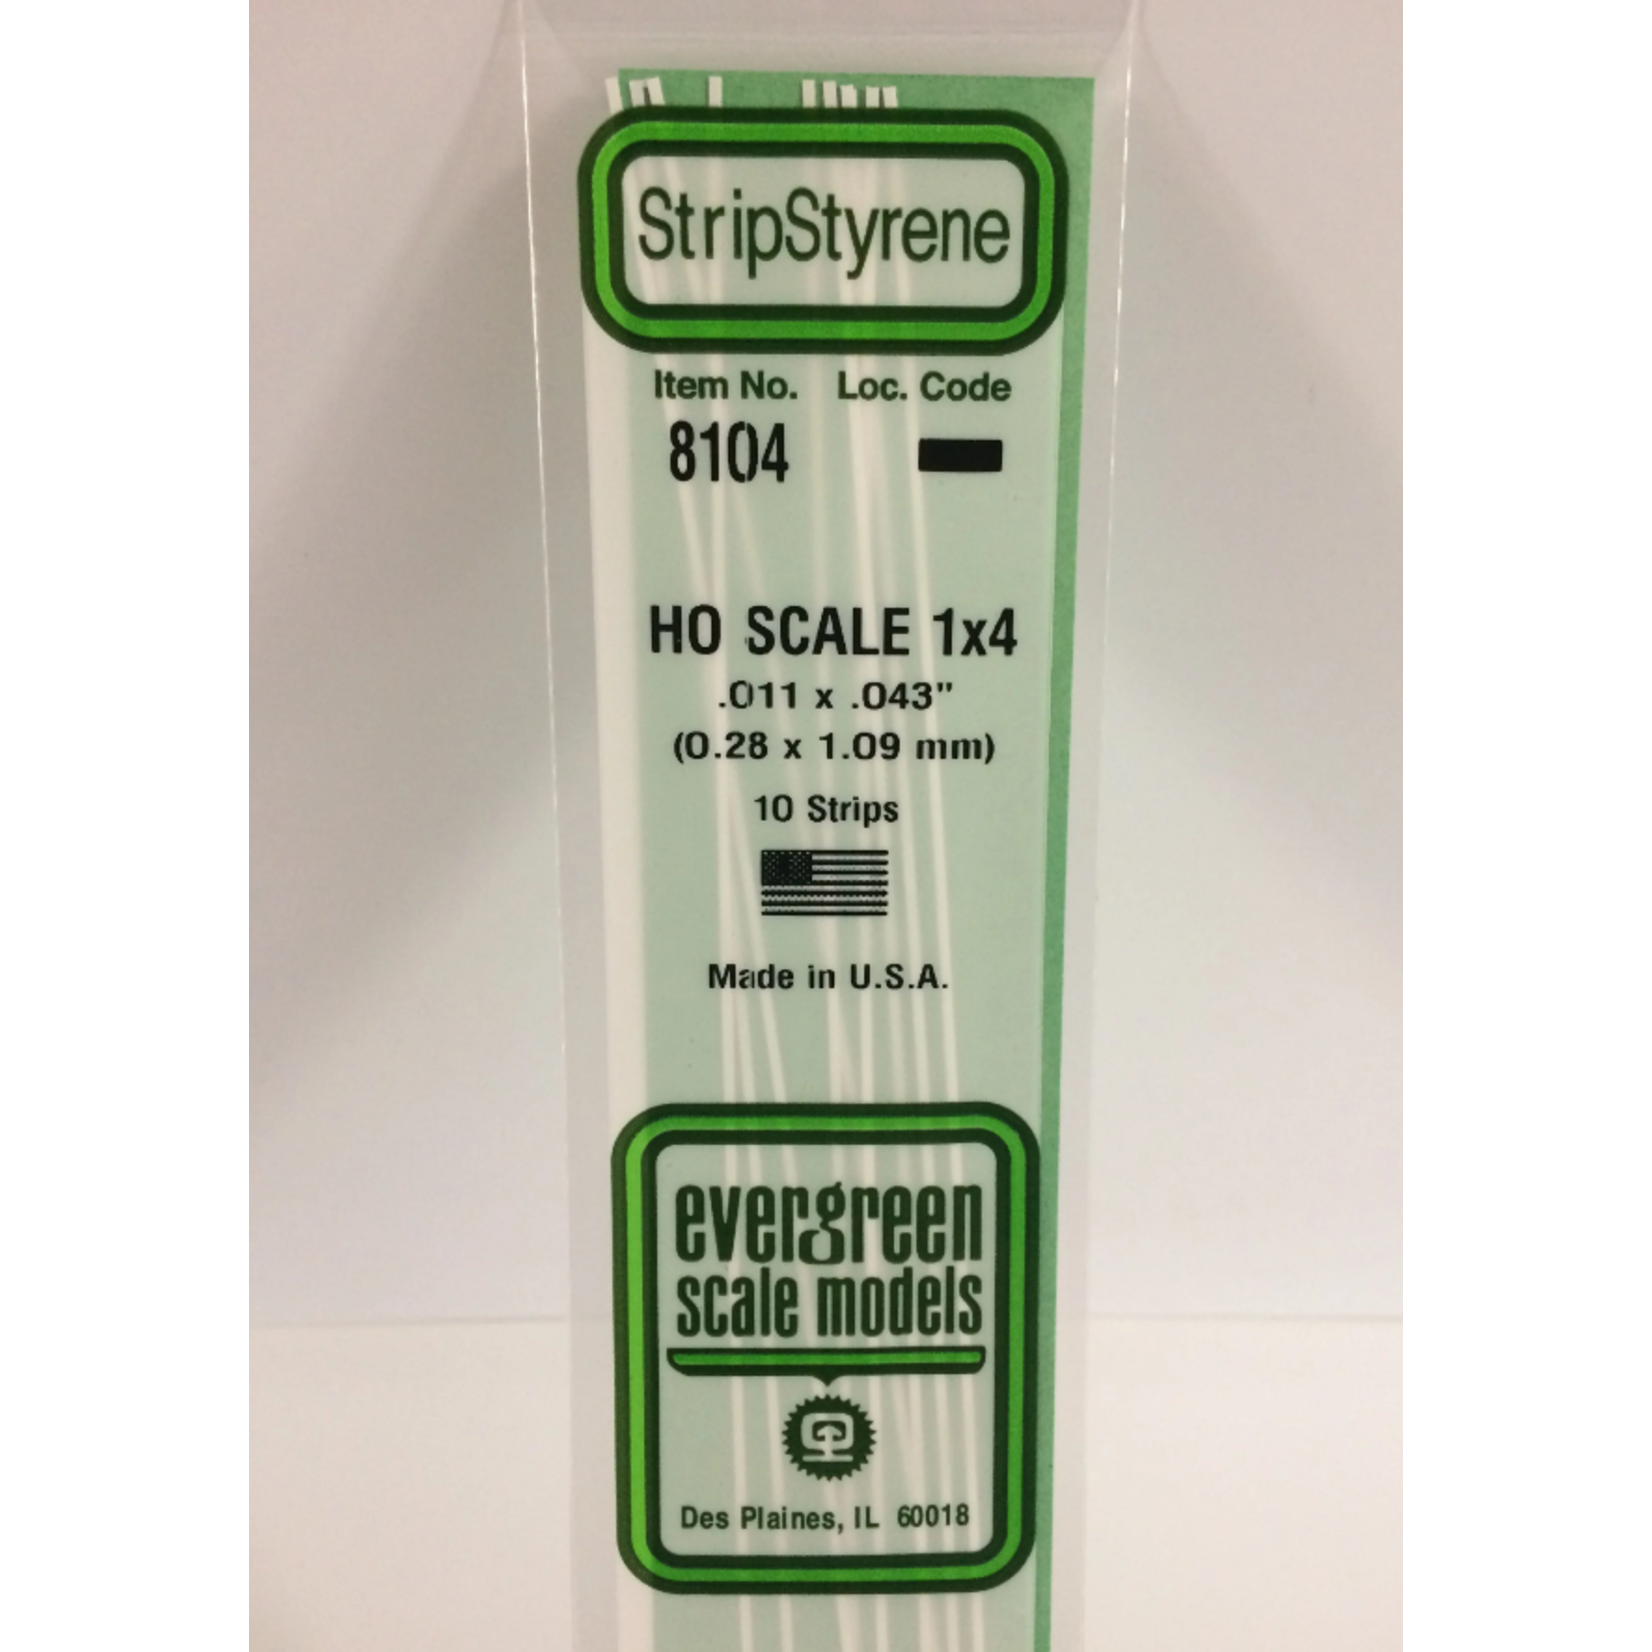 StripStyrene
Item No. Loc. Code
8104
HO SCALE 1x4
.011 x .043"
(0.28 x 1.09 mm)
10 Strips
Made in U.S.A.
evergreen
scale models
Des Plaines, IL 60018